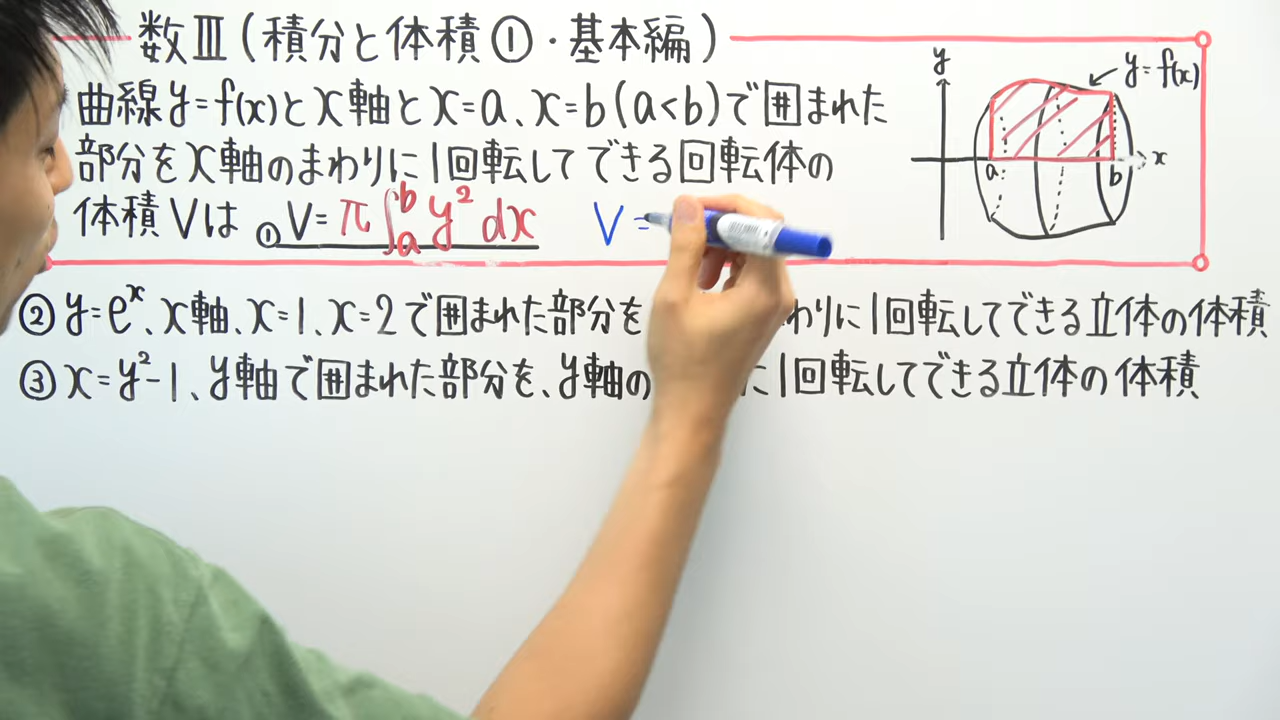 数Ⅲ(積分と体積①・基本編)
曲線y=f(x)とx軸とx=a、x=b(a<b)で囲まれた
部分をx軸のまわりに1回転してできる回転体の
体積Vは ①V=π∫ₐᵇy²dx V=
y
y=f(x)
a
b
x
②y=eˣ、x軸、x=1、x=2で囲まれた部分を わりに1回転してできる立体の体積
③x=y²-1、y軸で囲まれた部分を、y軸の に1回転してできる立体の体積